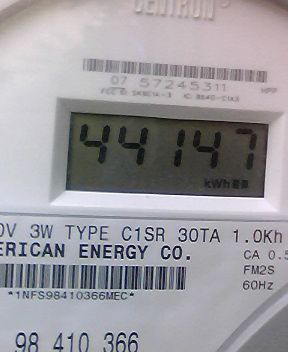 CENTRON
07 57245311
44147
kWh
0V 3W TYPE C1SR 30TA 1.0Kh
ERICAN ENERGY CO.
CA 0.5
*1NFS98410366MEC*
FM2S
60Hz
98 410 366